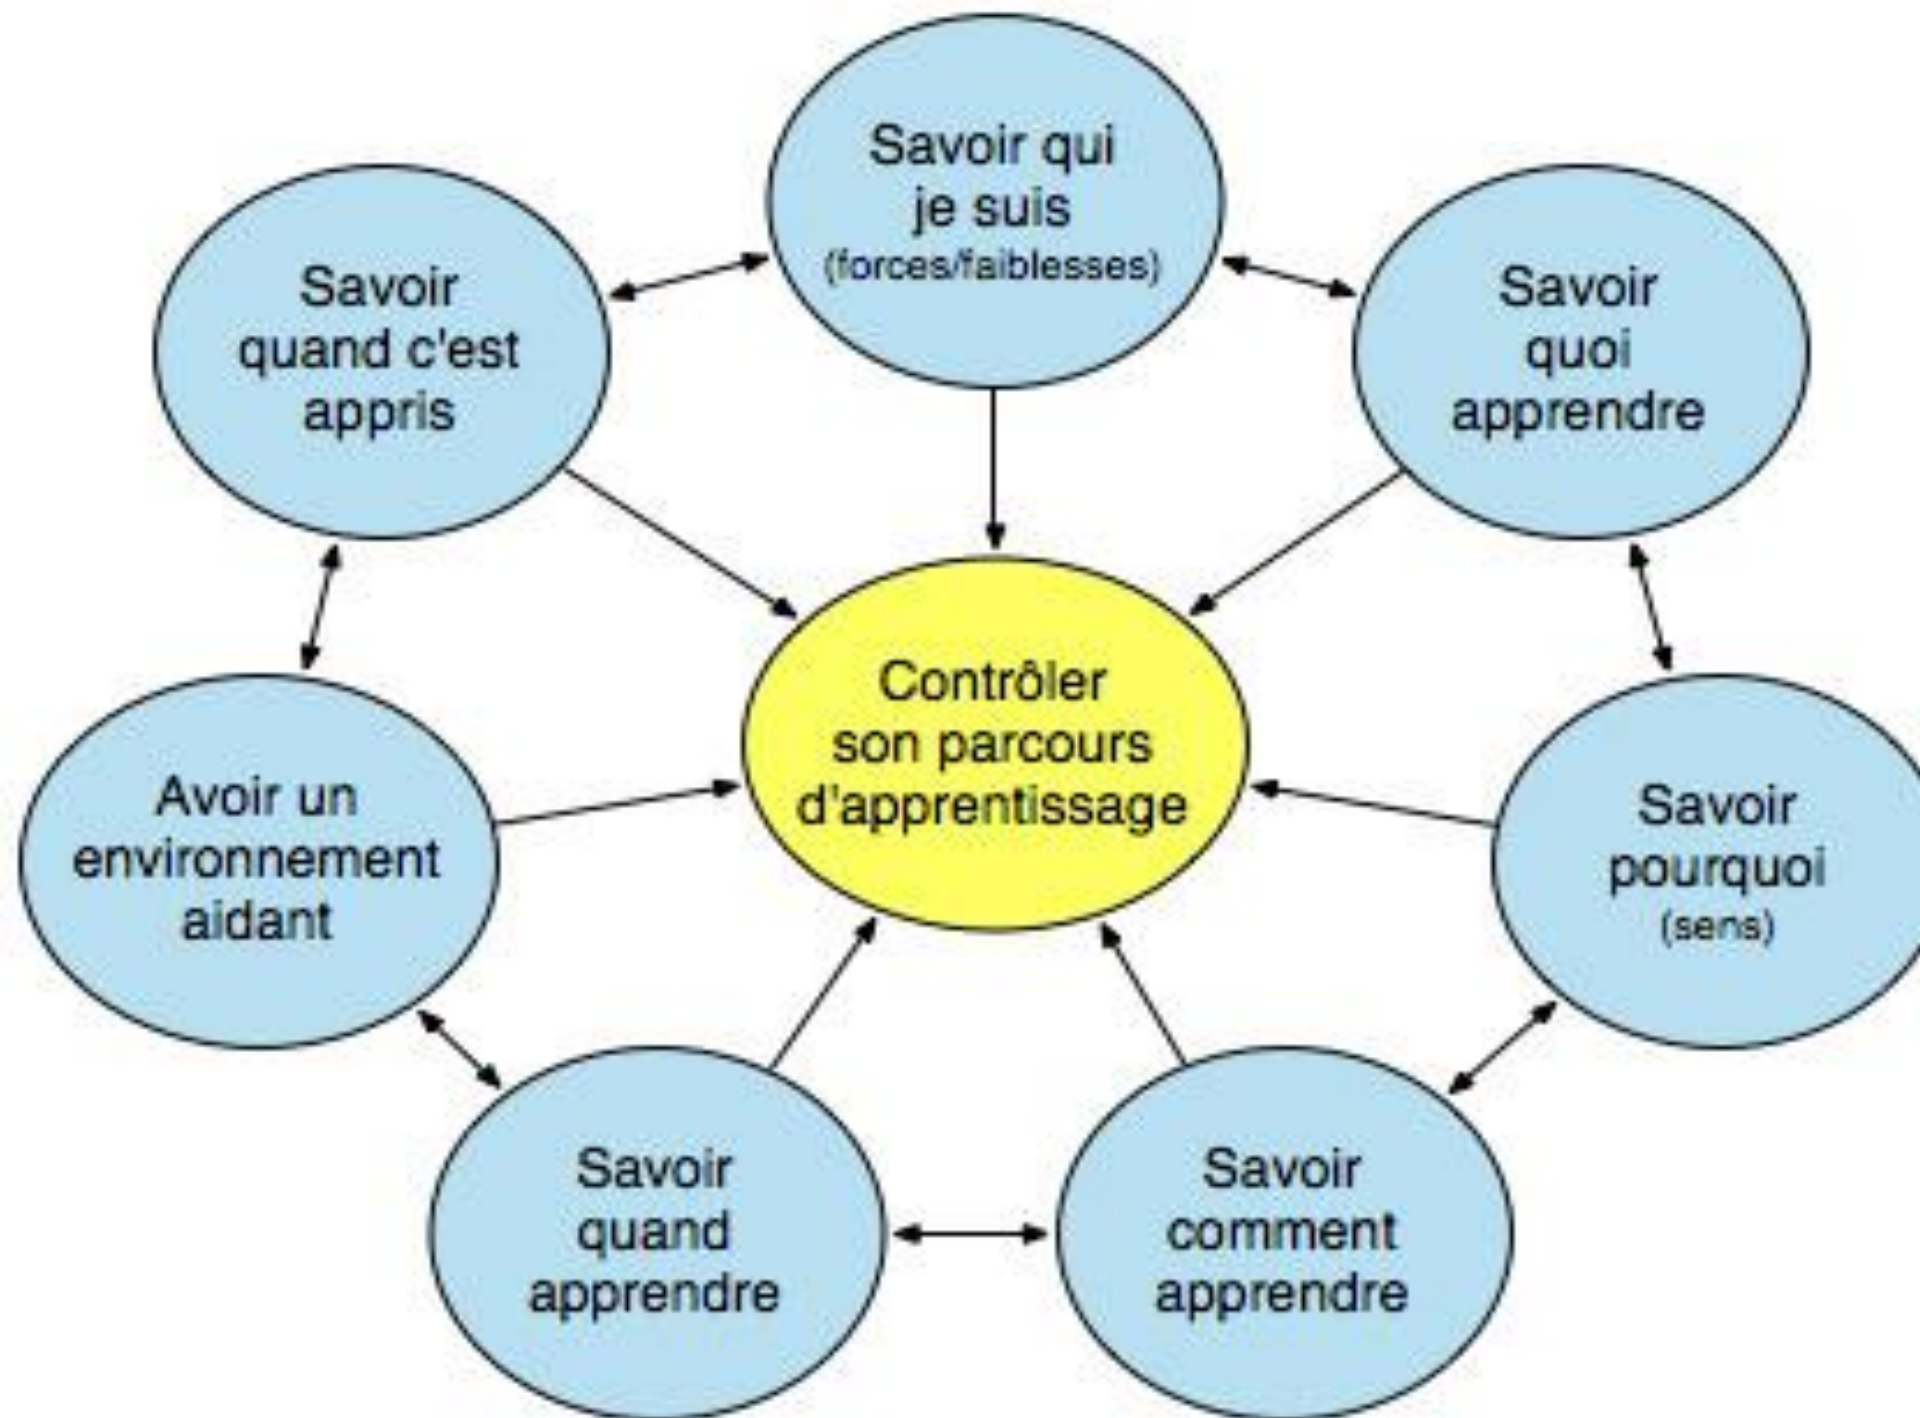 Savoir qui
je suis
(forces/faiblesses)
Savoir
quoi
apprendre
Savoir
pourquoi
(sens)
Savoir
comment
apprendre
Savoir
quand
apprendre
Avoir un
environnement
aidant
Savoir
quand c'est
appris
Contrôler
son parcours
d'apprentissage